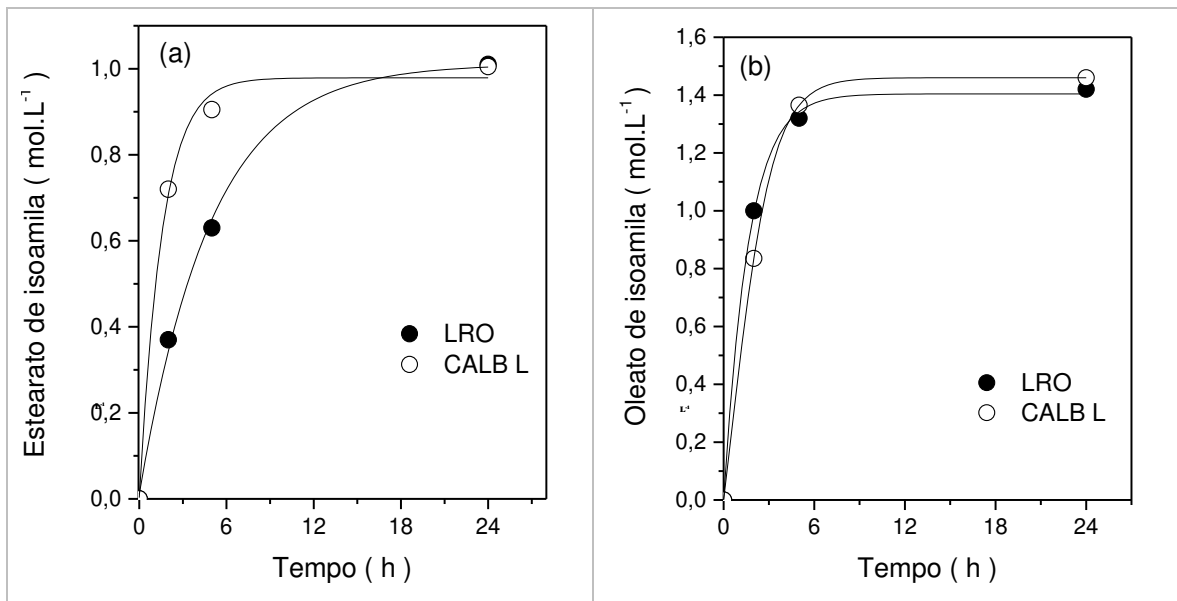 (a)
Estearato de isoamila ( mol.L⁻¹ )
1,0
0,8
0,6
0,4
0,2
0,0
LRO
CALB L
0 6 12 18 24
Tempo ( h )
(b)
Oleato de isoamila ( mol.L⁻¹ )
1,6
1,4
1,2
1,0
0,8
0,6
0,4
0,2
0,0
LRO
CALB L
0 6 12 18 24
Tempo ( h )